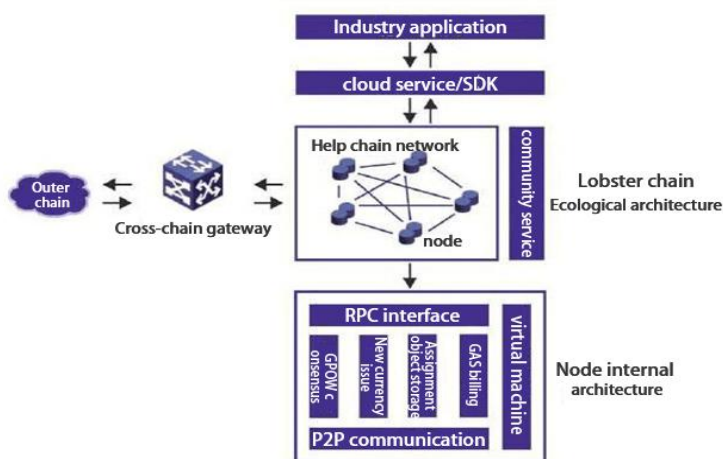 Industry application
cloud service/SDK
Help chain network
node
community service
Outer
chain
Cross-chain gateway
Lobster chain
Ecological architecture
RPC interface
GPOW c
onsensus
New currency
issue
Assignment
object storage
GAS billing
virtual machine
P2P communication
Node internal
architecture